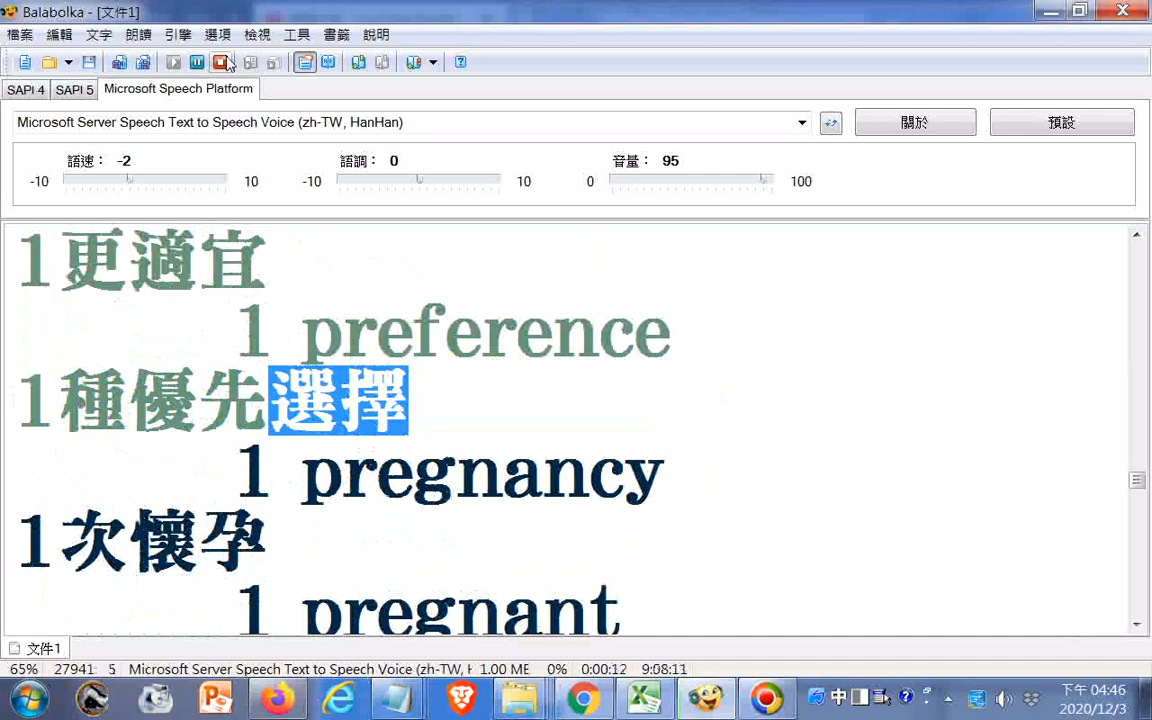 Balabolka - [文件1]
檔案 編輯 文字 朗讀 引擎 選項 檢視 工具 書籤 說明
SAPI 4 SAPI 5 Microsoft Speech Platform
Microsoft Server Speech Text to Speech Voice (zh-TW, HanHan) 關於 預設
語速： -2 語調： 0 音量： 95
-10 10 -10 10 0 100
1更適宜
1 preference
1種優先選擇
1 pregnancy
1次懷孕
1 pregnant
文件1
65% 27941 5 Microsoft Server Speech Text to Speech Voice (zh-TW, H 1.00 ME 0% 0:00:12 9:08:11
中 下午 04:46
2020/12/3